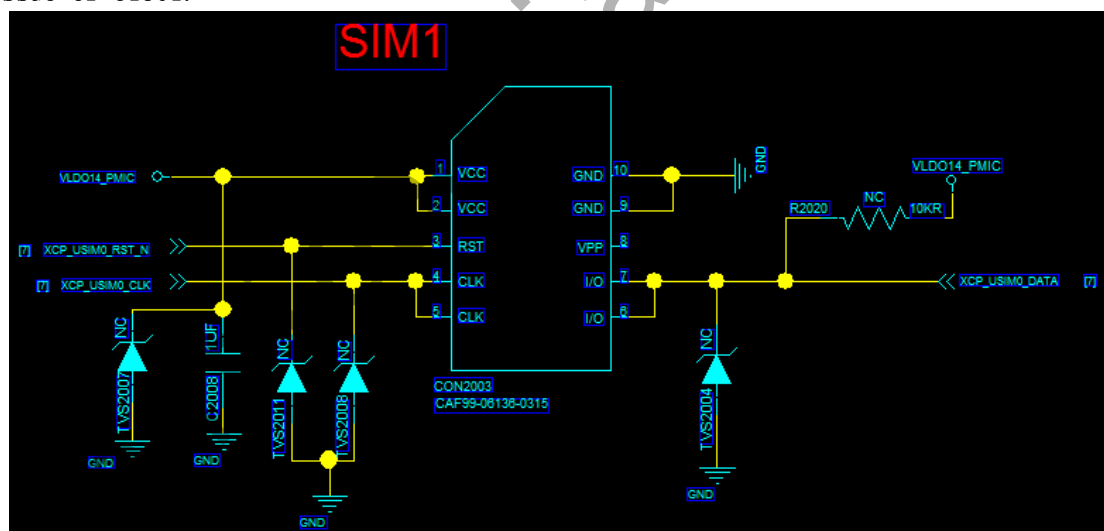 SIM1
VLDO14_PMIC
1 VCC
2 VCC
[7] XCP_USIM0_RST_N
3 RST
[7] XCP_USIM0_CLK
4 CLK
5 CLK
GND 10
GND 9
VPP 8
I/O 7
I/O 6
GND
VLDO14_PMIC
R2020 NC 10KR
XCP_USIM0_DATA [7]
CON2003
CAF99-06136-0315
NC
TVS2007
GND
1UF
C2008
GND
NC
TVS2011
NC
TVS2008
GND
NC
TVS2004
GND